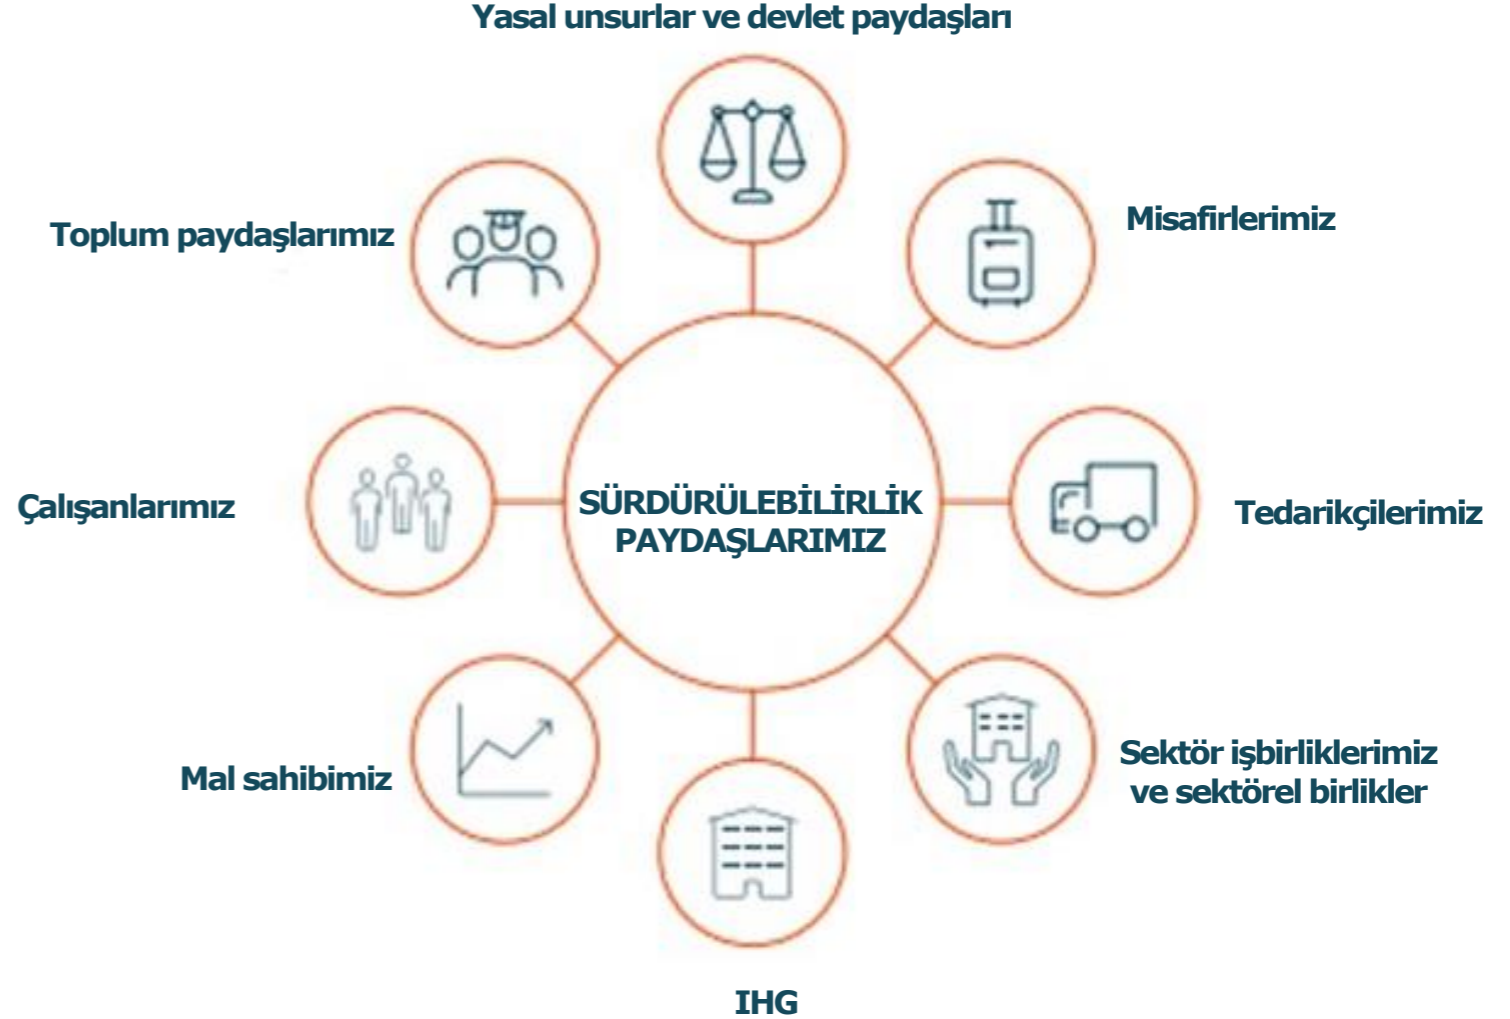 Yasal unsurlar ve devlet paydaşları
Misafirlerimiz
Toplum paydaşlarımız
SÜRDÜRÜLEBİLİRLİK
PAYDAŞLARIMIZ
Çalışanlarımız
Tedarikçilerimiz
Mal sahibimiz
Sektör işbirliklerimiz
ve sektörel birlikler
IHG